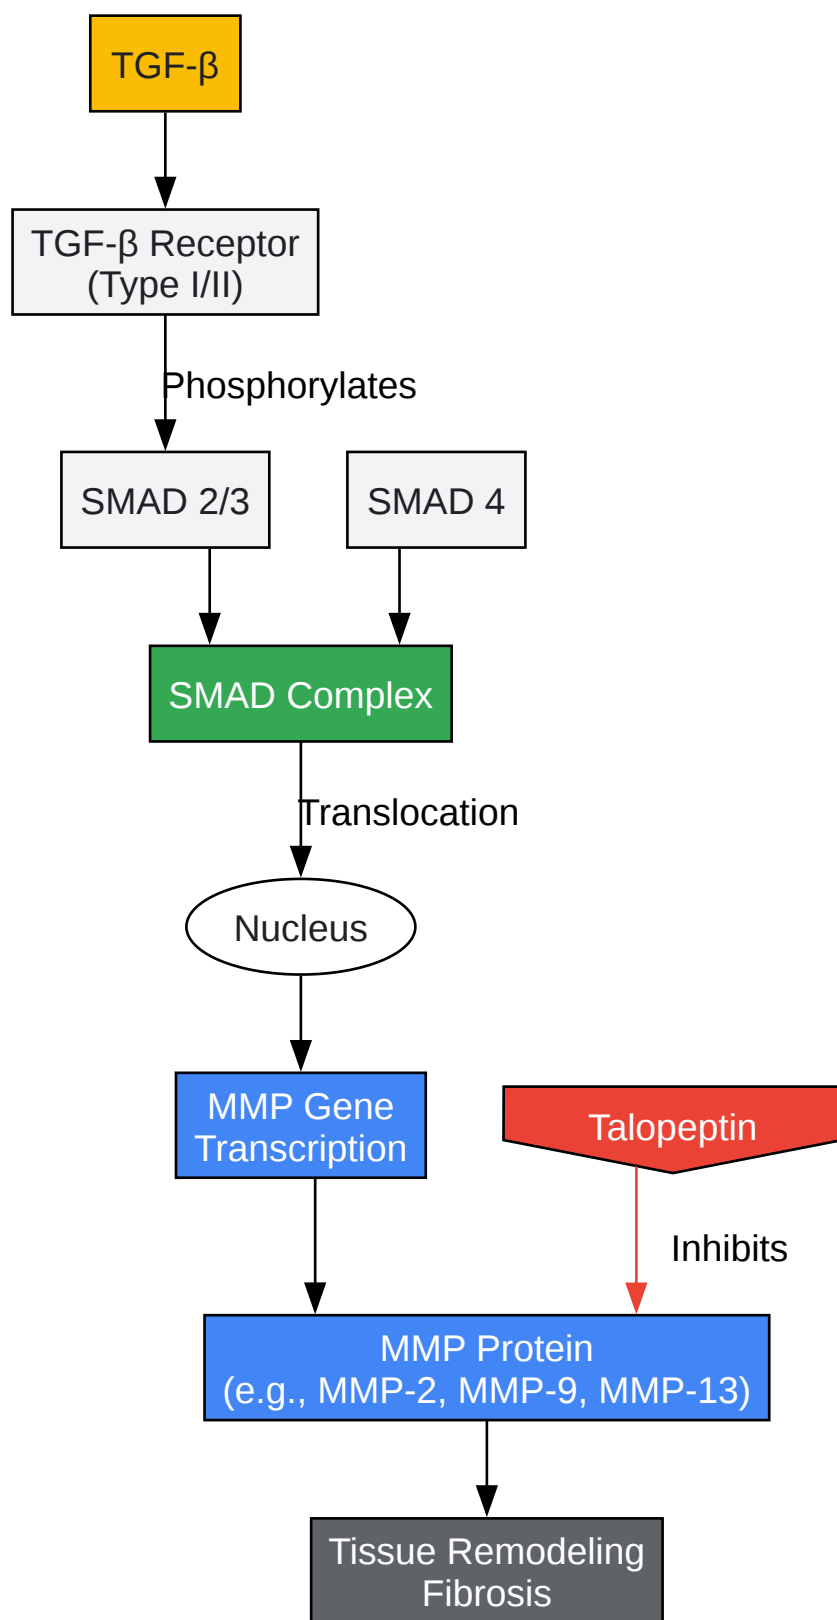 TGF-β
TGF-β Receptor
(Type I/II)
Phosphorylates
SMAD 2/3
SMAD 4
SMAD Complex
Translocation
Nucleus
MMP Gene
Transcription
Talopeptin
Inhibits
MMP Protein
(e.g., MMP-2, MMP-9, MMP-13)
Tissue Remodeling
Fibrosis